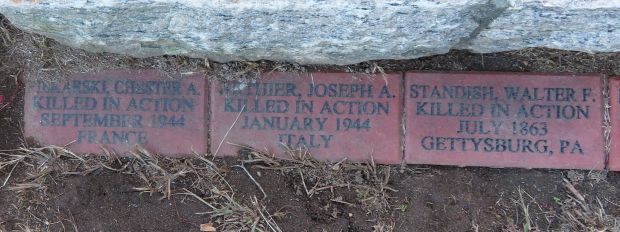 CHESTER A.
KILLED IN ACTION
SEPTEMBER 1944
FRANCE
JOSEPH A.
KILLED IN ACTION
JANUARY 1944
ITALY
STANDISH, WALTER F.
KILLED IN ACTION
JULY 1863
GETTYSBURG, PA